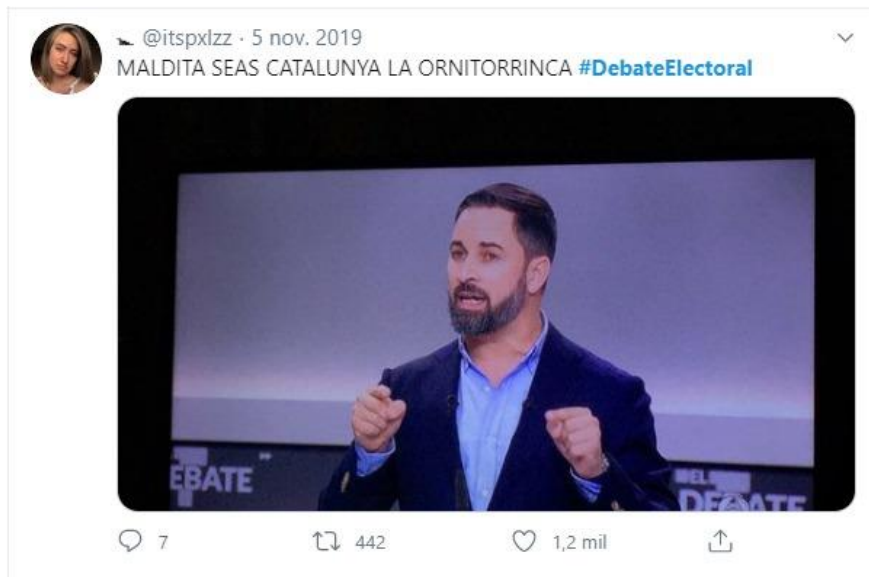 @itspxlzz · 5 nov. 2019
MALDITA SEAS CATALUNYA LA ORNITORRINCA #DebateElectoral
EBATE
EL
DEBATE
7 442 1,2 mil